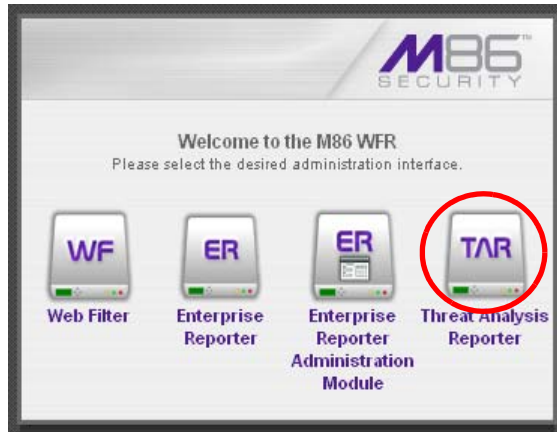 M86™
SECURITY
Welcome to the M86 WFR
Please select the desired administration interface.
WF
ER
ER
TAR
Web Filter
Enterprise
Reporter
Enterprise
Reporter
Administration
Module
Threat Analysis
Reporter